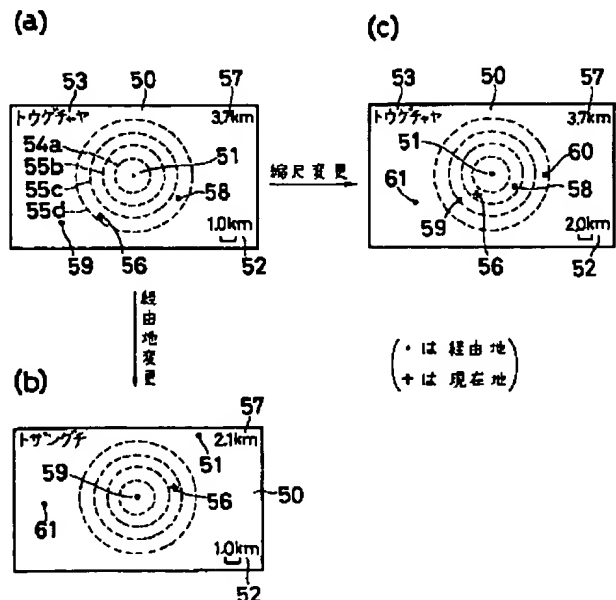 (a)
53
50
57
トウゲチャヤ
3.7km
54a
55b
55c
55d
51
58
59
56
1.0km
52
縮尺変更
(c)
53
50
57
トウゲチャヤ
3.7km
51
60
61
58
59
56
2.0km
52
経由地変更
(・は経由地
+は現在地)
(b)
57
トザングチ
51
2.1km
59
56
50
61
1.0km
52